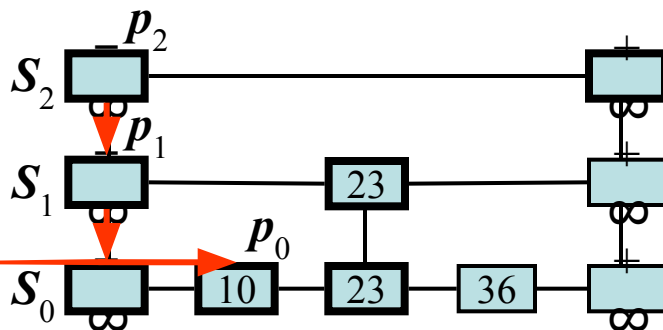 p2
S2 −∞ +∞
p1
S1 −∞ 23 +∞
p0
S0 −∞ 10 23 36 +∞